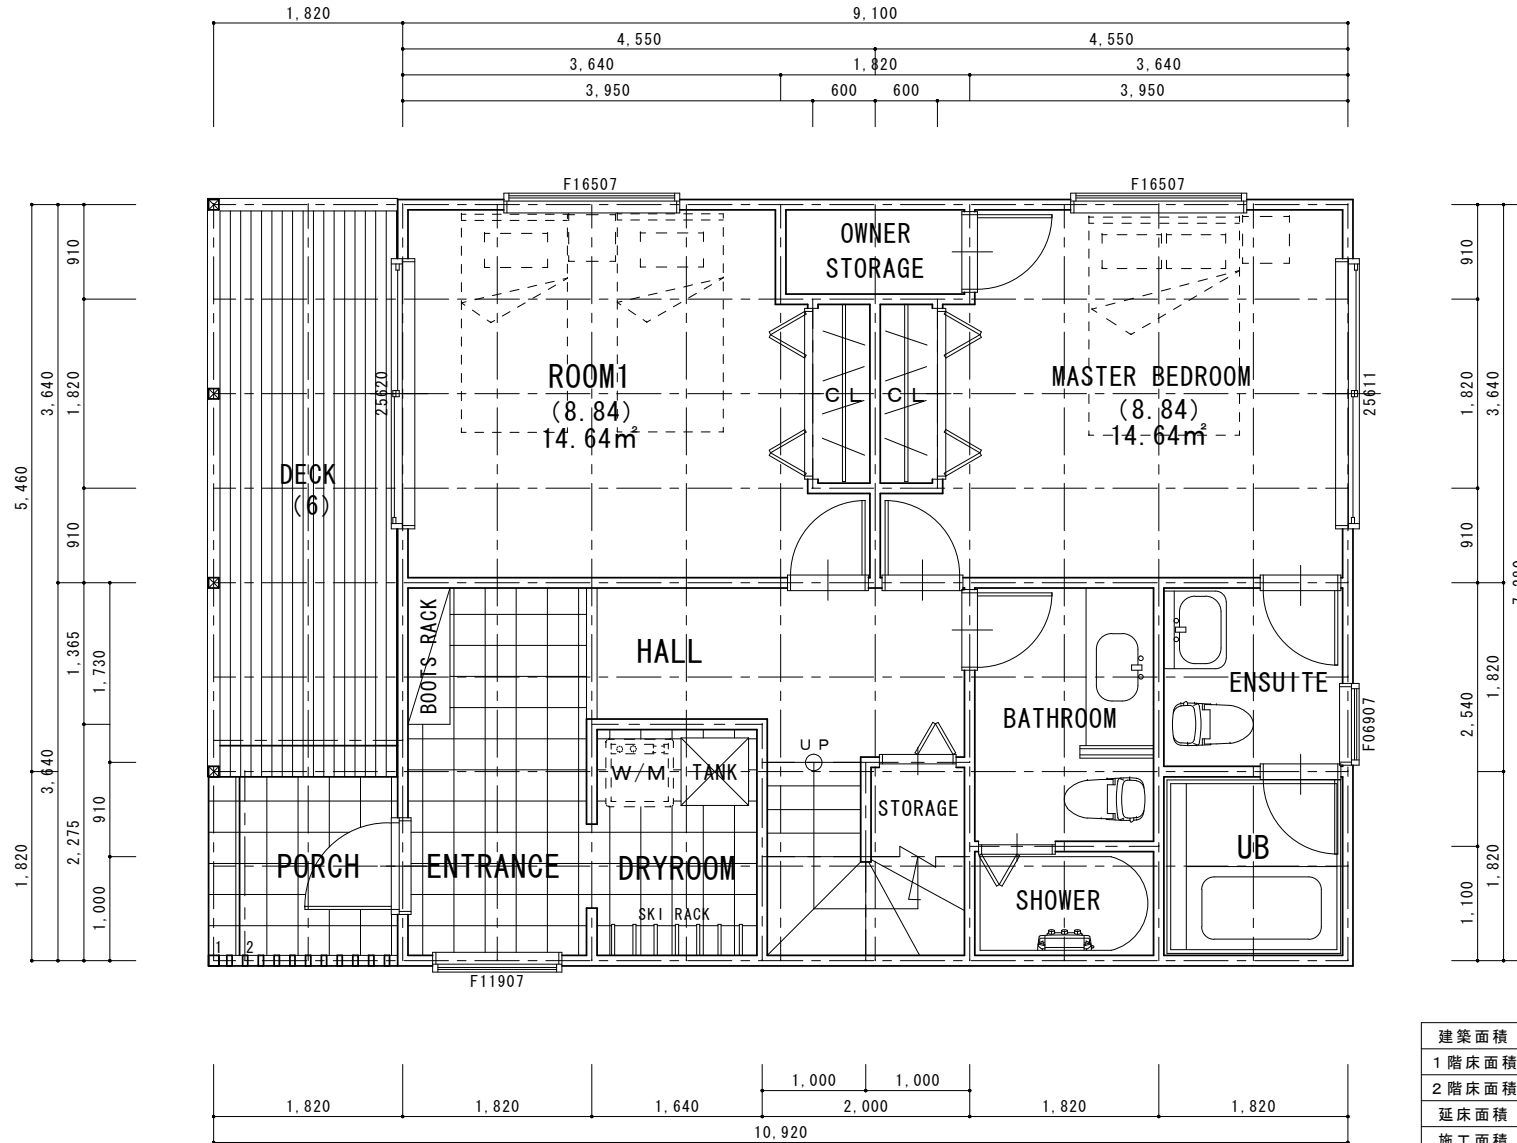 1,820
9,100
4,550
4,550
3,640
1,820
3,640
3,950
600
600
3,950
F16507
F16507
OWNER
STORAGE
ROOM1
(8.84)
14.64㎡
CL
CL
MASTER BEDROOM
(8.84)
14.64㎡
25620
25611
DECK
(6)
5,460
3,640
910
1,820
910
3,640
1,820
1,365
2,275
1,730
910
1,000
910
1,820
910
3,640
2,540
1,820
1,100
1,820
BOOTS RACK
HALL
BATHROOM
ENSUITE
F06907
UP
W/M
TANK
STORAGE
PORCH
ENTRANCE
DRYROOM
UB
SHOWER
SKI RACK
1
2
F11907
1,000
1,000
1,820
1,820
1,640
2,000
1,820
1,820
10,920
建築面積
1階床面積
2階床面積
延床面積